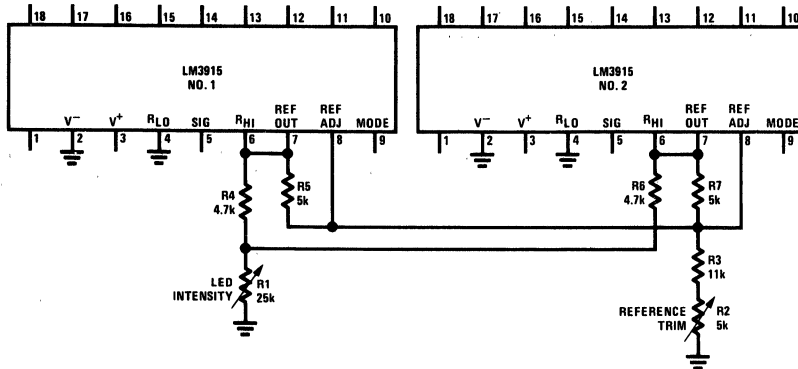 18 17 16 15 14 13 12 11 10
LM3915
NO. 1
V⁻ V⁺ RLO SIG RHI REF OUT REF ADJ MODE
1 2 3 4 5 6 7 8 9
18 17 16 15 14 13 12 11 10
LM3915
NO. 2
V⁻ V⁺ RLO SIG RHI REF OUT REF ADJ MODE
1 2 3 4 5 6 7 8 9
R4
4.7k
R5
5k
R6
4.7k
R7
5k
LED
INTENSITY
R1
25k
R3
11k
REFERENCE
TRIM
R2
5k